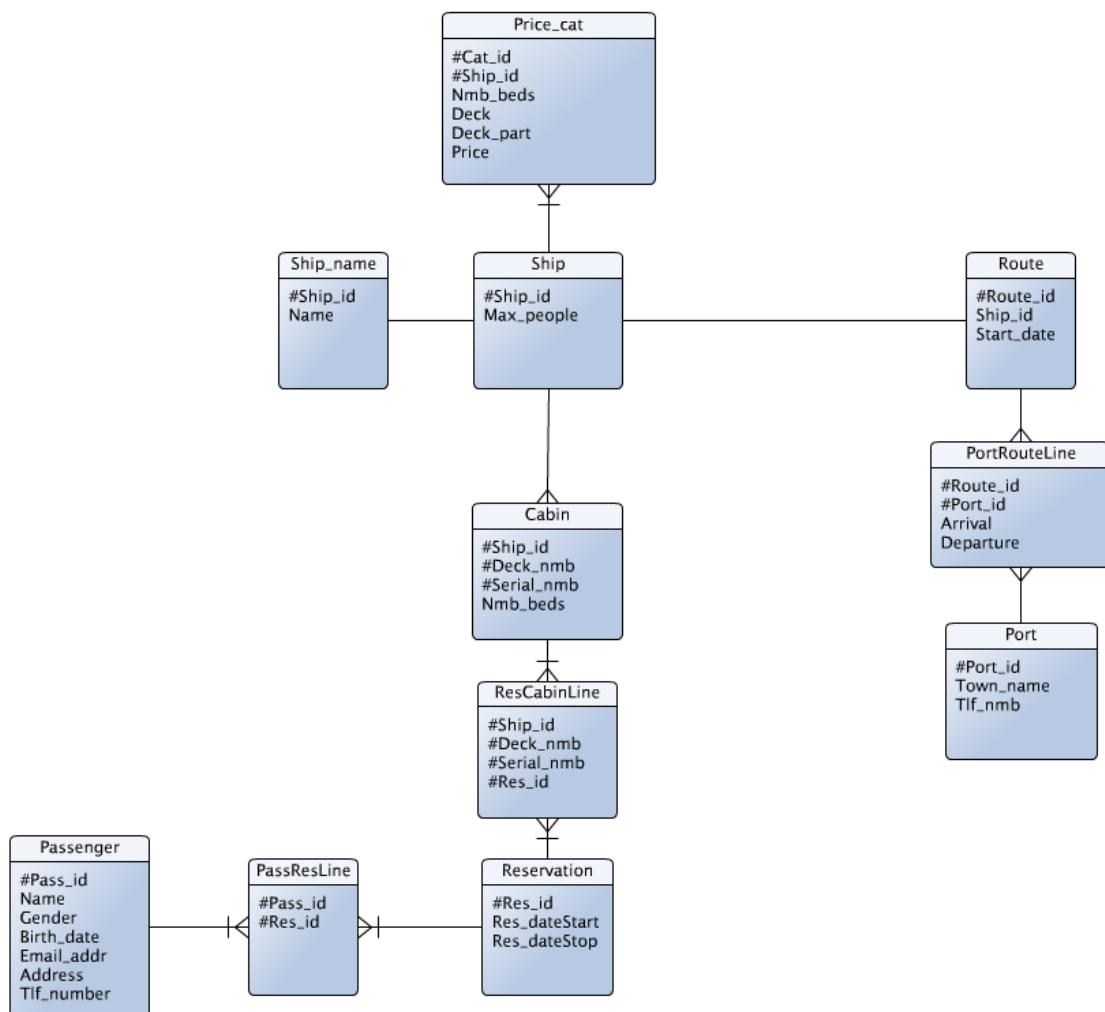 Price_cat
#Cat_id
#Ship_id
Nmb_beds
Deck
Deck_part
Price
Ship_name
#Ship_id
Name
Ship
#Ship_id
Max_people
Route
#Route_id
Ship_id
Start_date
PortRouteLine
#Route_id
#Port_id
Arrival
Departure
Cabin
#Ship_id
#Deck_nmb
#Serial_nmb
Nmb_beds
Port
#Port_id
Town_name
Tlf_nmb
ResCabinLine
#Ship_id
#Deck_nmb
#Serial_nmb
#Res_id
Passenger
#Pass_id
Name
Gender
Birth_date
Email_addr
Address
Tlf_number
PassResLine
#Pass_id
#Res_id
Reservation
#Res_id
Res_dateStart
Res_dateStop